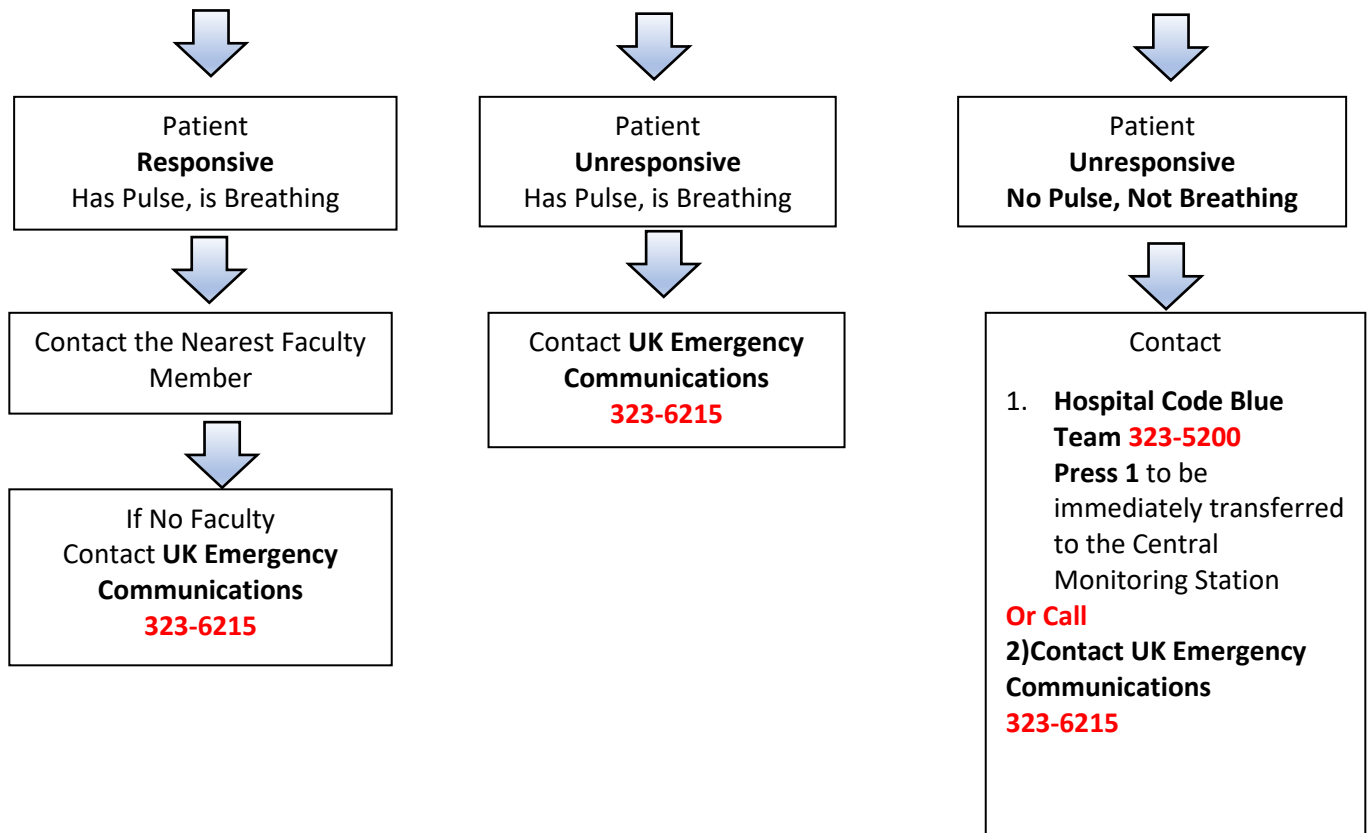 Patient
Responsive
Has Pulse, is Breathing
Contact the Nearest Faculty
Member
If No Faculty
Contact UK Emergency
Communications
323-6215
Patient
Unresponsive
Has Pulse, is Breathing
Contact UK Emergency
Communications
323-6215
Patient
Unresponsive
No Pulse, Not Breathing
Contact
1. Hospital Code Blue
Team 323-5200
Press 1 to be
immediately transferred
to the Central
Monitoring Station
Or Call
2)Contact UK Emergency
Communications
323-6215